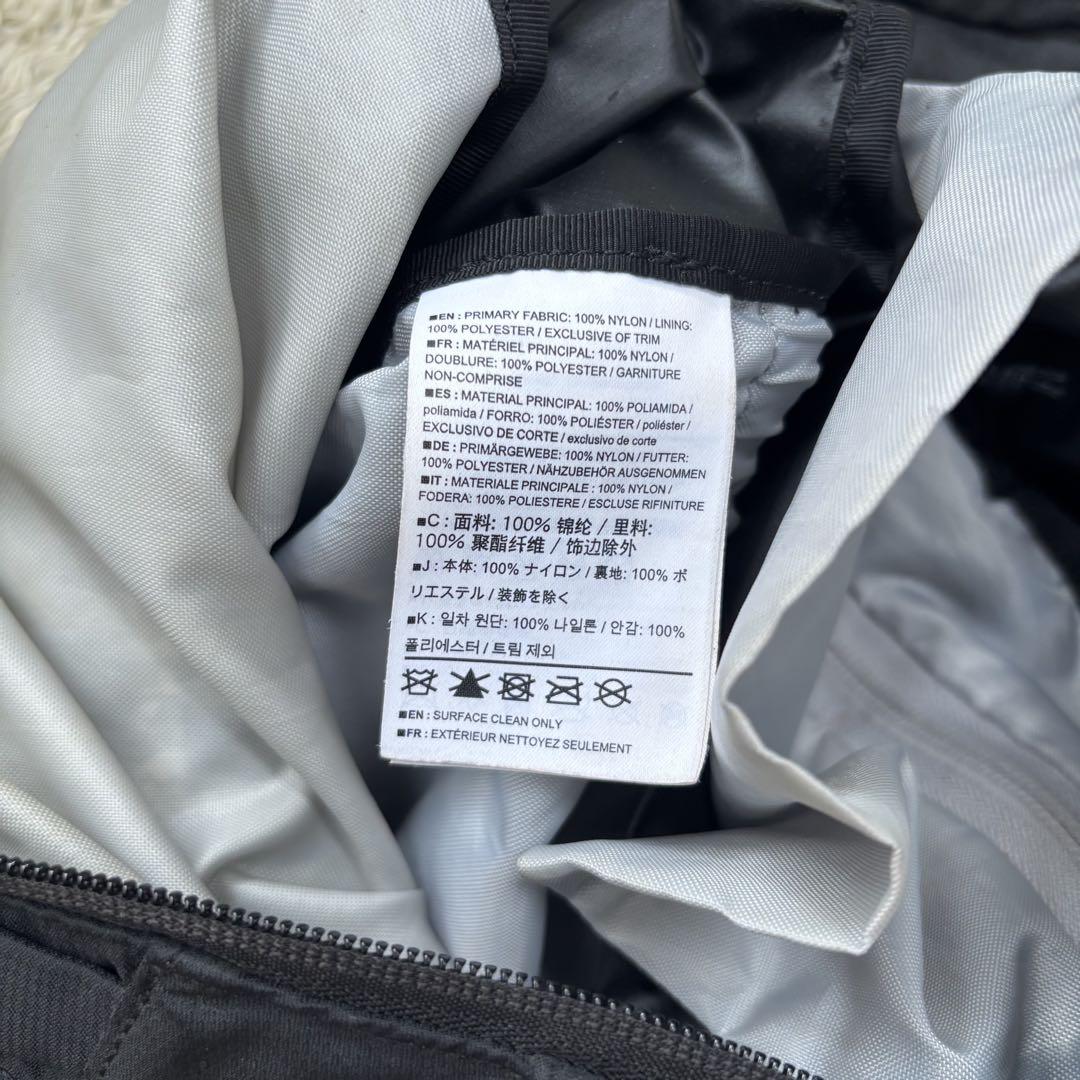 ■EN : PRIMARY FABRIC: 100% NYLON / LINING:
100% POLYESTER / EXCLUSIVE OF TRIM
■FR : MATÉRIEL PRINCIPAL: 100% NYLON /
DOUBLURE: 100% POLYESTER / GARNITURE
NON-COMPRISE
■ES : MATERIAL PRINCIPAL: 100% POLIAMIDA /
poliamida / FORRO: 100% POLIÉSTER / poliéster /
EXCLUSIVO DE CORTE / exclusivo de corte
■DE : PRIMÄRGEWEBE: 100% NYLON / FUTTER:
100% POLYESTER / NÄHZUBEHÖR AUSGENOMMEN
■IT : MATERIALE PRINCIPALE : 100% NYLON /
FODERA: 100% POLIESTERE / ESCLUSE RIFINITURE
■C : 面料: 100% 锦纶 / 里料:
100% 聚酯纤维 / 饰边除外
■J : 本体: 100% ナイロン / 裏地: 100% ポ
リエステル / 装飾を除く
■K : 일차 원단: 100% 나일론 / 안감: 100%
폴리에스터 / 트림 제외
■EN : SURFACE CLEAN ONLY
■FR : EXTÉRIEUR NETTOYEZ SEULEMENT